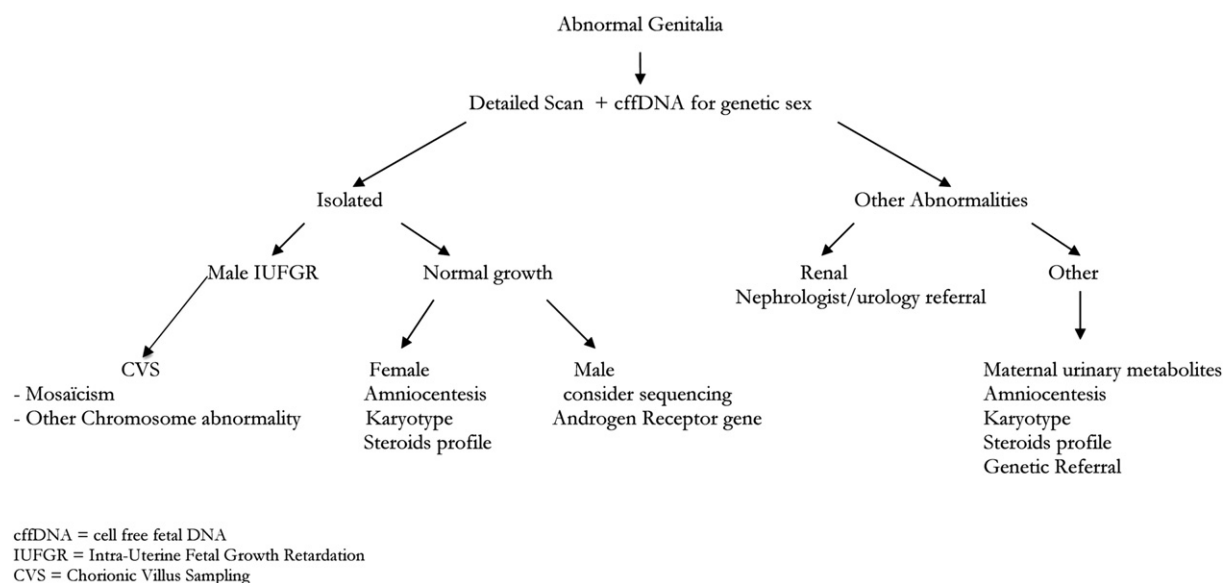 Abnormal Genitalia
Detailed Scan + cffDNA for genetic sex
Isolated
Other Abnormalities
Male IUFGR
Normal growth
Renal
Nephrologist/urology referral
Other
CVS
- Mosaïcism
- Other Chromosome abnormality
Female
Amniocentesis
Karyotype
Steroids profile
Male
consider sequencing
Androgen Receptor gene
Maternal urinary metabolites
Amniocentesis
Karyotype
Steroids profile
Genetic Referral
cffDNA = cell free fetal DNA
IUFGR = Intra-Uterine Fetal Growth Retardation
CVS = Chorionic Villus Sampling